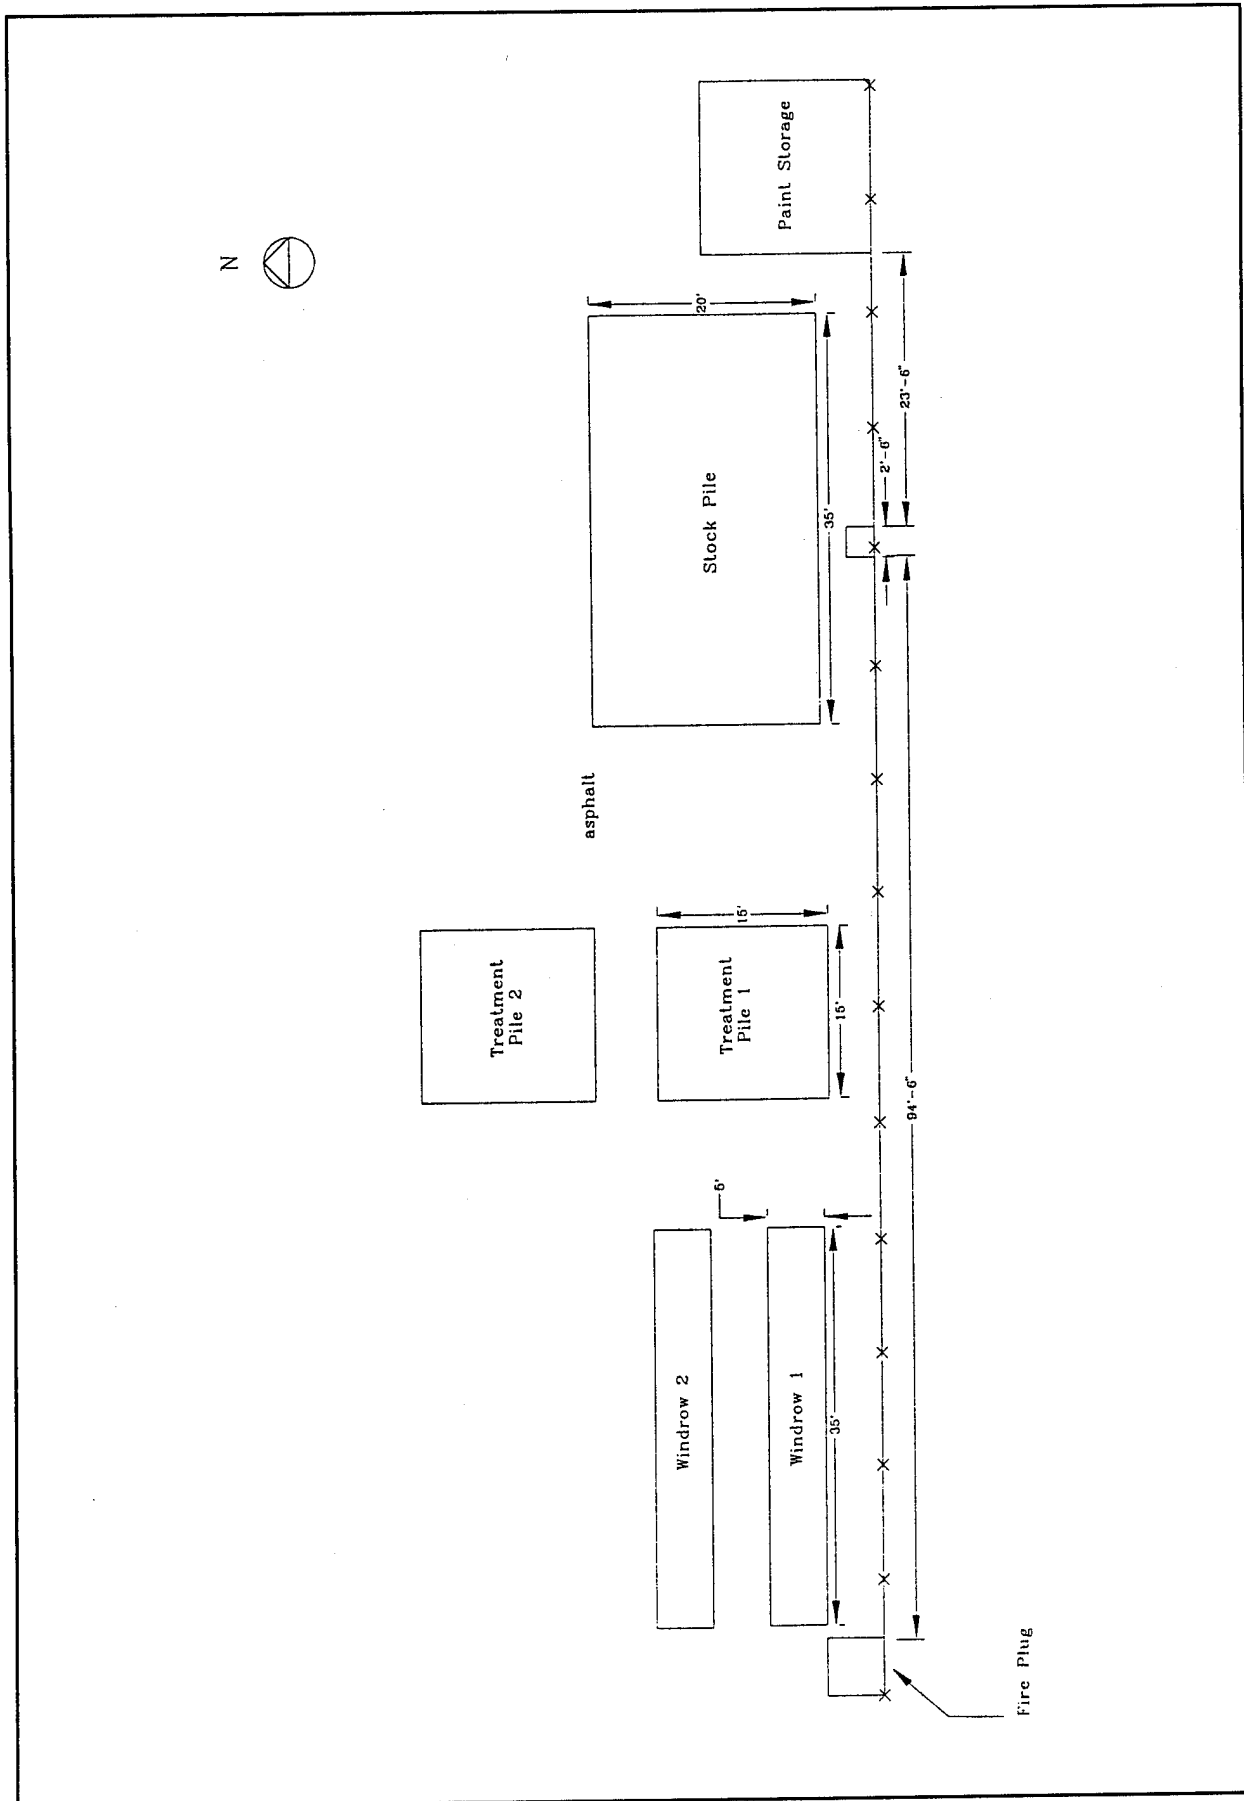 N
Paint Storage
20'
Stock Pile
35'
23'-6"
2'-6"
asphalt
Treatment
Pile 2
Treatment
Pile 1
15'
15'
94'-6"
5'
Windrow 2
Windrow 1
35'
Fire Plug